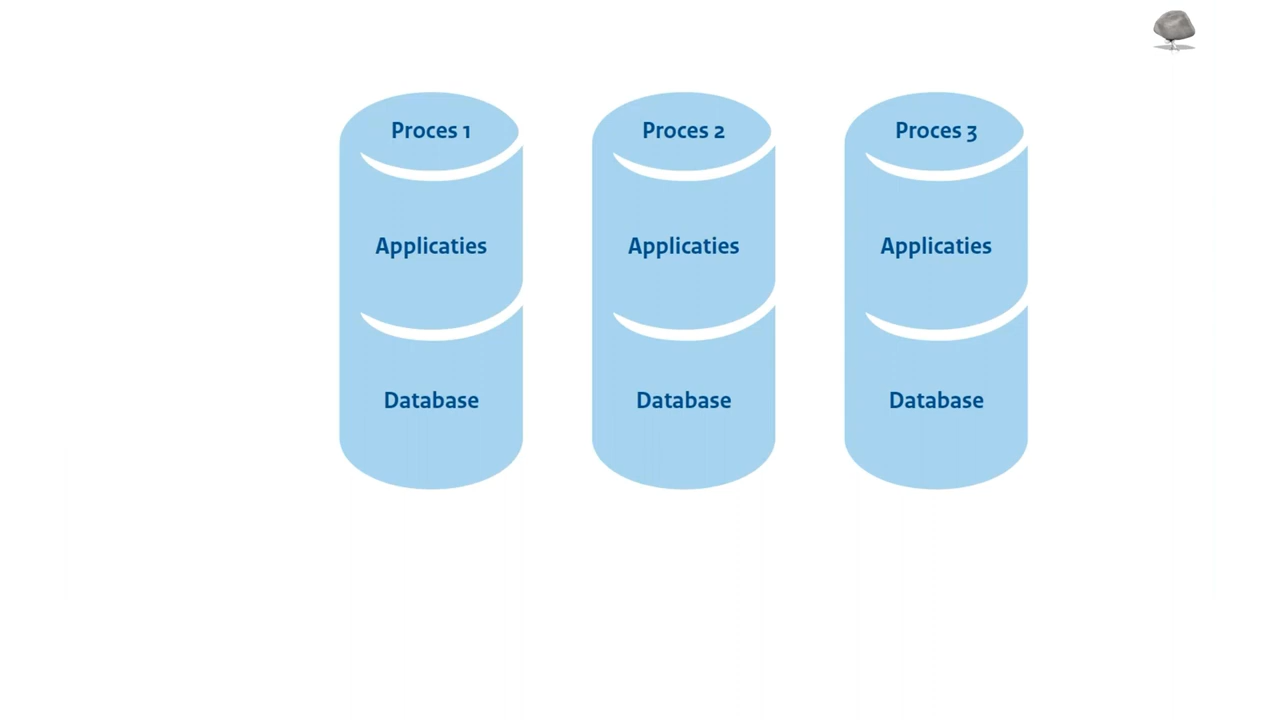 Proces 1 Proces 2 Proces 3
Applicaties Applicaties Applicaties
Database Database Database